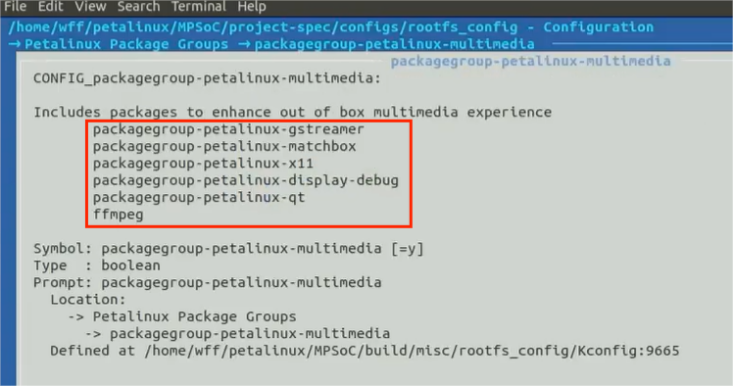 File Edit View Search Terminal Help
/home/wff/petalinux/MPSoC/project-spec/configs/rootfs_config - Configuration
→ Petalinux Package Groups → packagegroup-petalinux-multimedia
packagegroup-petalinux-multimedia
CONFIG_packagegroup-petalinux-multimedia:
Includes packages to enhance out of box multimedia experience
packagegroup-petalinux-gstreamer
packagegroup-petalinux-matchbox
packagegroup-petalinux-x11
packagegroup-petalinux-display-debug
packagegroup-petalinux-qt
ffmpeg
Symbol: packagegroup-petalinux-multimedia [=y]
Type : boolean
Prompt: packagegroup-petalinux-multimedia
Location:
-> Petalinux Package Groups
-> packagegroup-petalinux-multimedia
Defined at /home/wff/petalinux/MPSoC/build/misc/rootfs_config/Kconfig:9665